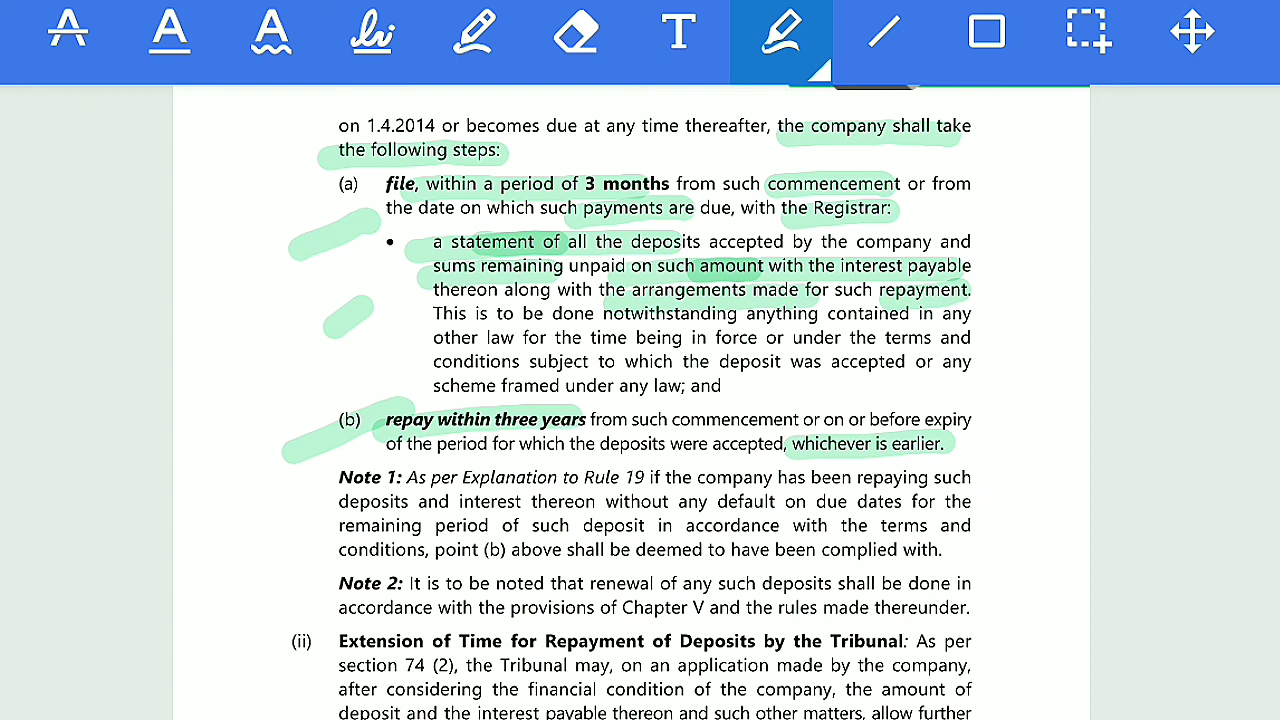 on 1.4.2014 or becomes due at any time thereafter, the company shall take
the following steps:
(a) file, within a period of 3 months from such commencement or from
the date on which such payments are due, with the Registrar:
• a statement of all the deposits accepted by the company and
sums remaining unpaid on such amount with the interest payable
thereon along with the arrangements made for such repayment.
This is to be done notwithstanding anything contained in any
other law for the time being in force or under the terms and
conditions subject to which the deposit was accepted or any
scheme framed under any law; and
(b) repay within three years from such commencement or on or before expiry
of the period for which the deposits were accepted, whichever is earlier.
Note 1: As per Explanation to Rule 19 if the company has been repaying such
deposits and interest thereon without any default on due dates for the
remaining period of such deposit in accordance with the terms and
conditions, point (b) above shall be deemed to have been complied with.
Note 2: It is to be noted that renewal of any such deposits shall be done in
accordance with the provisions of Chapter V and the rules made thereunder.
(ii) Extension of Time for Repayment of Deposits by the Tribunal: As per
section 74 (2), the Tribunal may, on an application made by the company,
after considering the financial condition of the company, the amount of
deposit and the interest payable thereon and such other matters, allow further